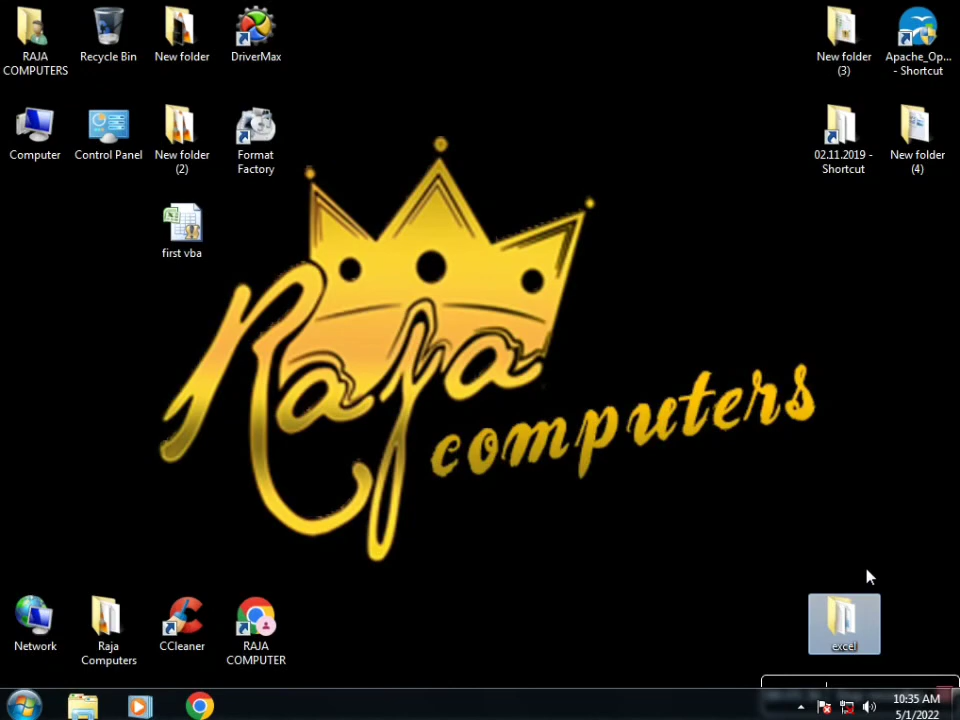 RAJA
COMPUTERS
Recycle Bin
New folder
DriverMax
New folder
(3)
Apache_Op...
- Shortcut
Computer
Control Panel
New folder
(2)
Format
Factory
02.11.2019 -
Shortcut
New folder
(4)
first vba
Raja
computers
Network
Raja
Computers
CCleaner
RAJA
COMPUTER
excel
10:35 AM
5/1/2022